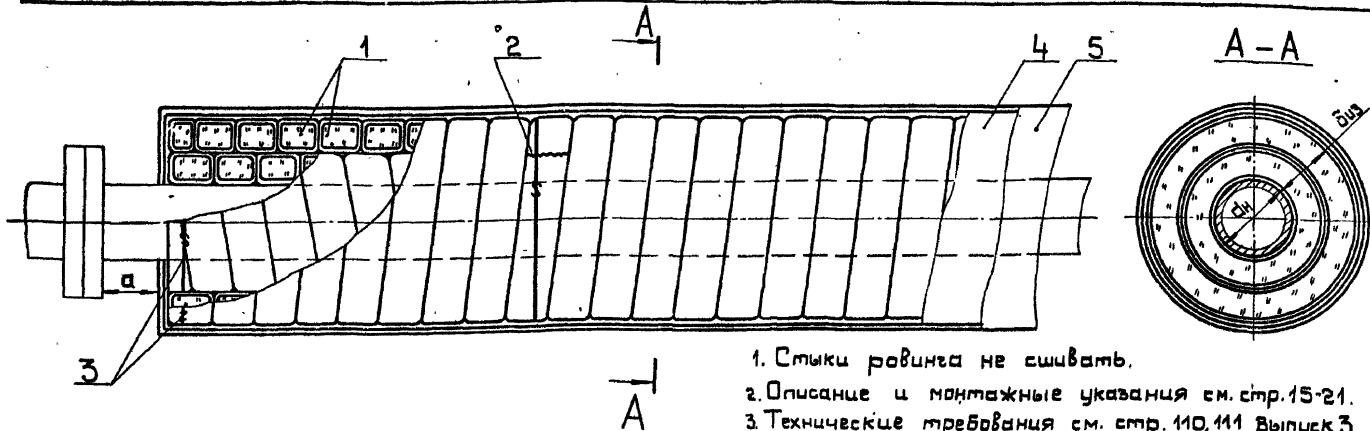 1
2
А
4
5
А – А
δиз
dн
a
3
А
1. Стыки ровинга не сшивать.
2. Описание и монтажные указания см. стр. 15-21.
3. Технические требования см. стр. 110, 111 Выпуск 3